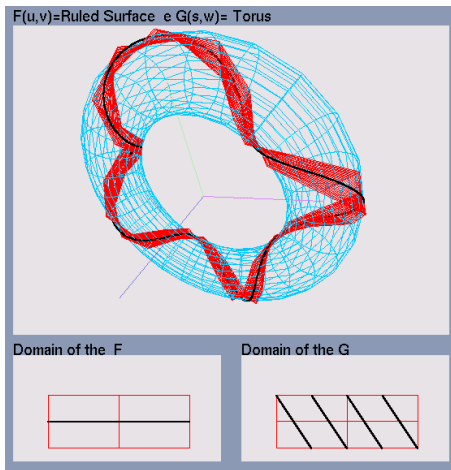 F(u,v)=Ruled Surface e G(s,w)= Torus
Domain of the F
Domain of the G